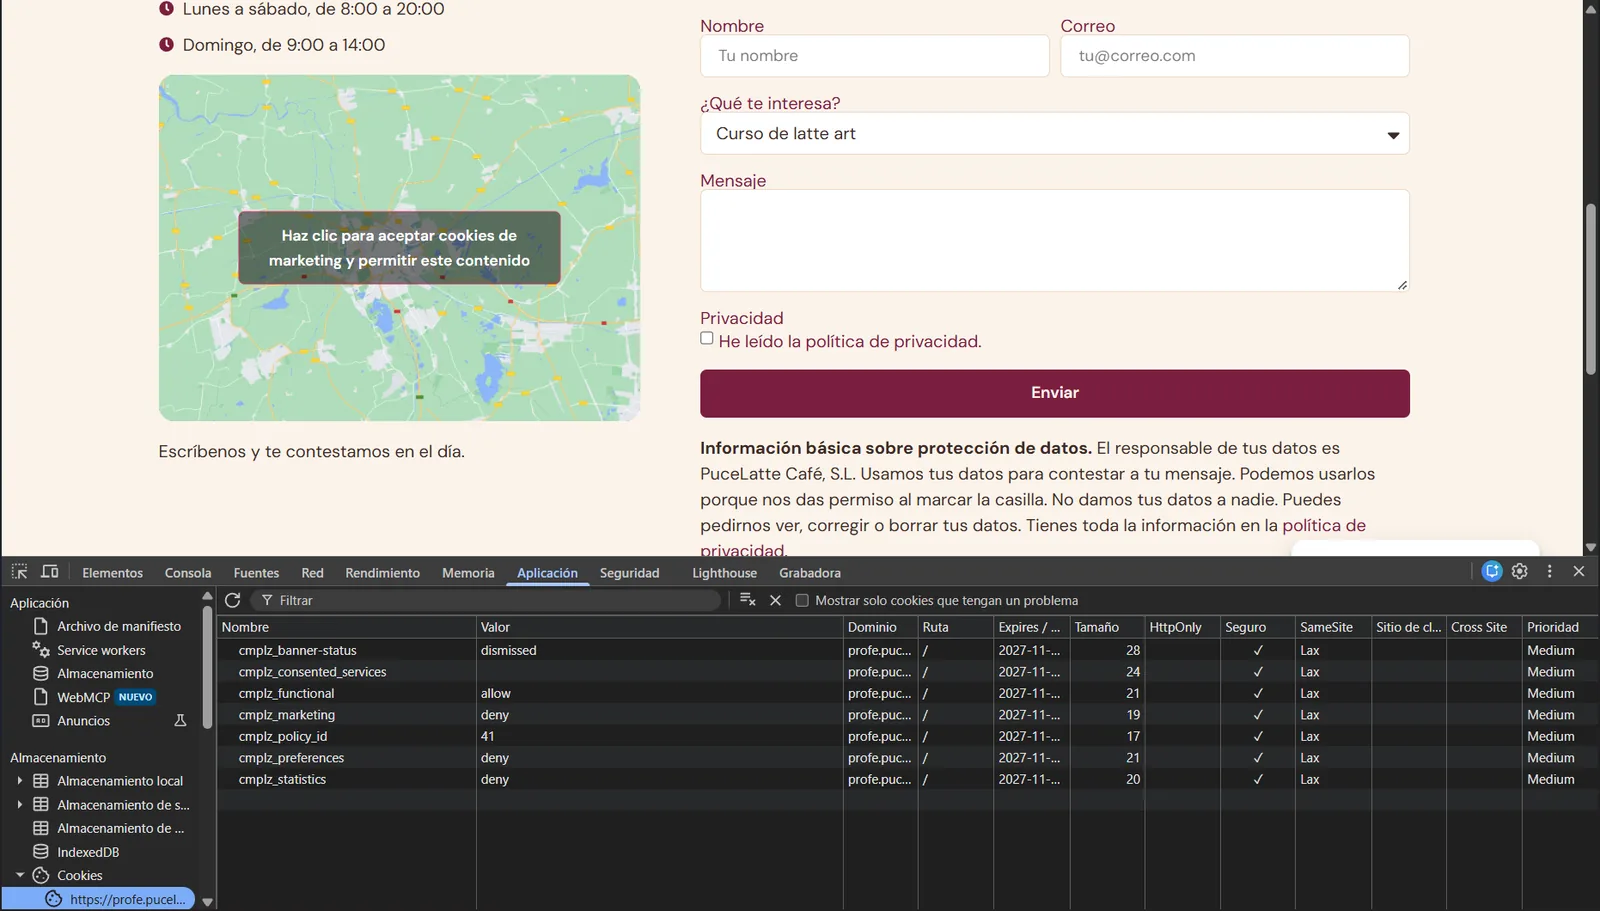 Lunes a sábado, de 8:00 a 20:00
Domingo, de 9:00 a 14:00
Haz clic para aceptar cookies de
marketing y permitir este contenido
Escríbenos y te contestamos en el día.
Nombre
Correo
Tu nombre
tu@correo.com
¿Qué te interesa?
Curso de latte art
Mensaje
Privacidad
He leído la política de privacidad.
Enviar
Información básica sobre protección de datos. El responsable de tus datos es
PuceLatte Café, S.L. Usamos tus datos para contestar a tu mensaje. Podemos usarlos
porque nos das permiso al marcar la casilla. No damos tus datos a nadie. Puedes
pedirnos ver, corregir o borrar tus datos. Tienes toda la información en la política de
privacidad.
Elementos Consola Fuentes Red Rendimiento Memoria Aplicación Seguridad Lighthouse Grabadora
Aplicación
Archivo de manifiesto
Service workers
Almacenamiento
WebMCP NUEVO
Anuncios
Almacenamiento
Almacenamiento local
Almacenamiento de s...
Almacenamiento de ...
IndexedDB
Cookies
https://profe.pucel...
Filtrar
Mostrar solo cookies que tengan un problema
Nombre Valor Dominio Ruta Expires / ... Tamaño HttpOnly Seguro SameSite Sitio de cl... Cross Site Prioridad
cmplz_banner-status dismissed profe.puc... / 2027-11-... 28 ✓ Lax Medium
cmplz_consented_services profe.puc... / 2027-11-... 24 ✓ Lax Medium
cmplz_functional allow profe.puc... / 2027-11-... 21 ✓ Lax Medium
cmplz_marketing deny profe.puc... / 2027-11-... 19 ✓ Lax Medium
cmplz_policy_id 41 profe.puc... / 2027-11-... 17 ✓ Lax Medium
cmplz_preferences deny profe.puc... / 2027-11-... 21 ✓ Lax Medium
cmplz_statistics deny profe.puc... / 2027-11-... 20 ✓ Lax Medium